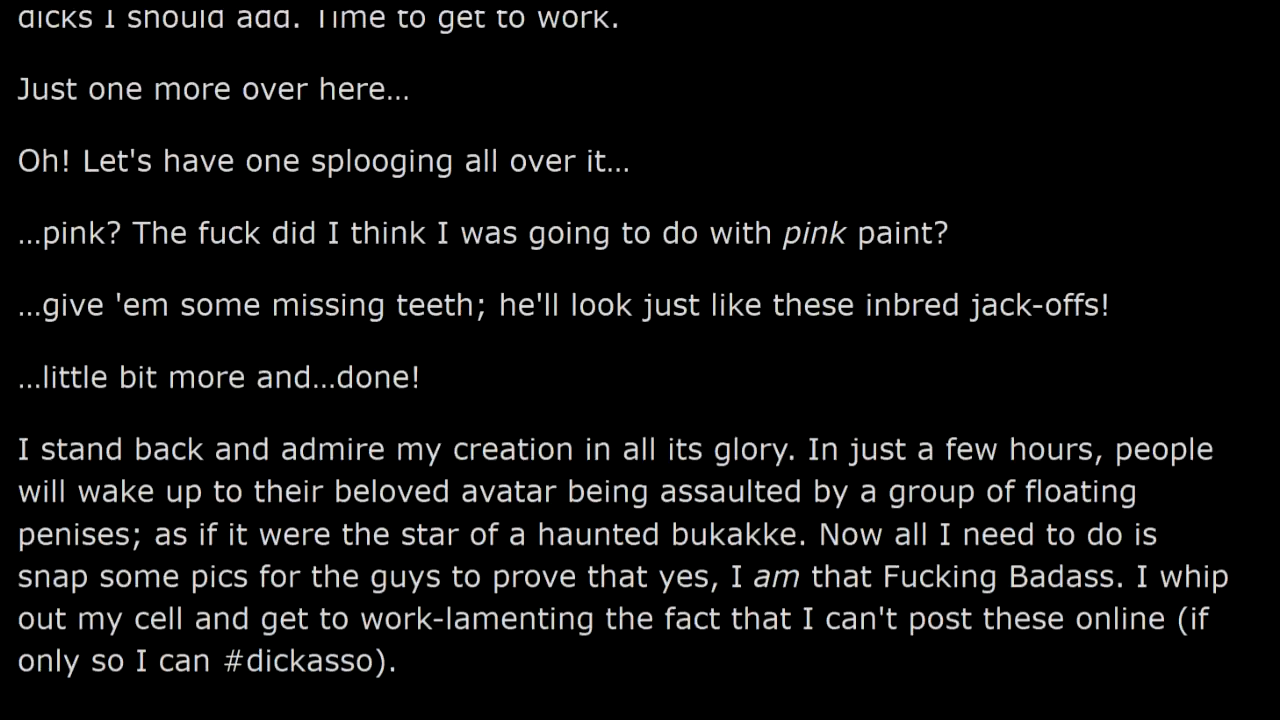 dicks I should add. Time to get to work.
Just one more over here…
Oh! Let's have one splooging all over it…
…pink? The fuck did I think I was going to do with pink paint?
…give 'em some missing teeth; he'll look just like these inbred jack-offs!
…little bit more and…done!
I stand back and admire my creation in all its glory. In just a few hours, people
will wake up to their beloved avatar being assaulted by a group of floating
penises; as if it were the star of a haunted bukakke. Now all I need to do is
snap some pics for the guys to prove that yes, I am that Fucking Badass. I whip
out my cell and get to work-lamenting the fact that I can't post these online (if
only so I can #dickasso).